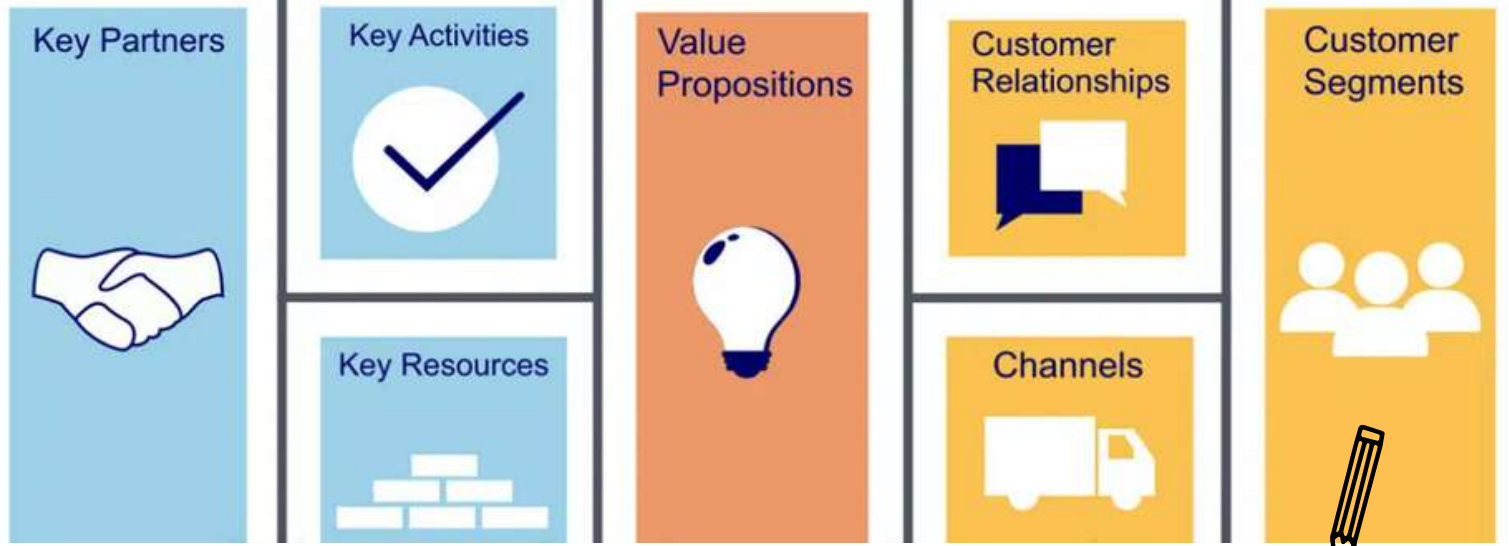 Key Partners
Key Activities
Key Resources
Value
Propositions
Customer
Relationships
Channels
Customer
Segments